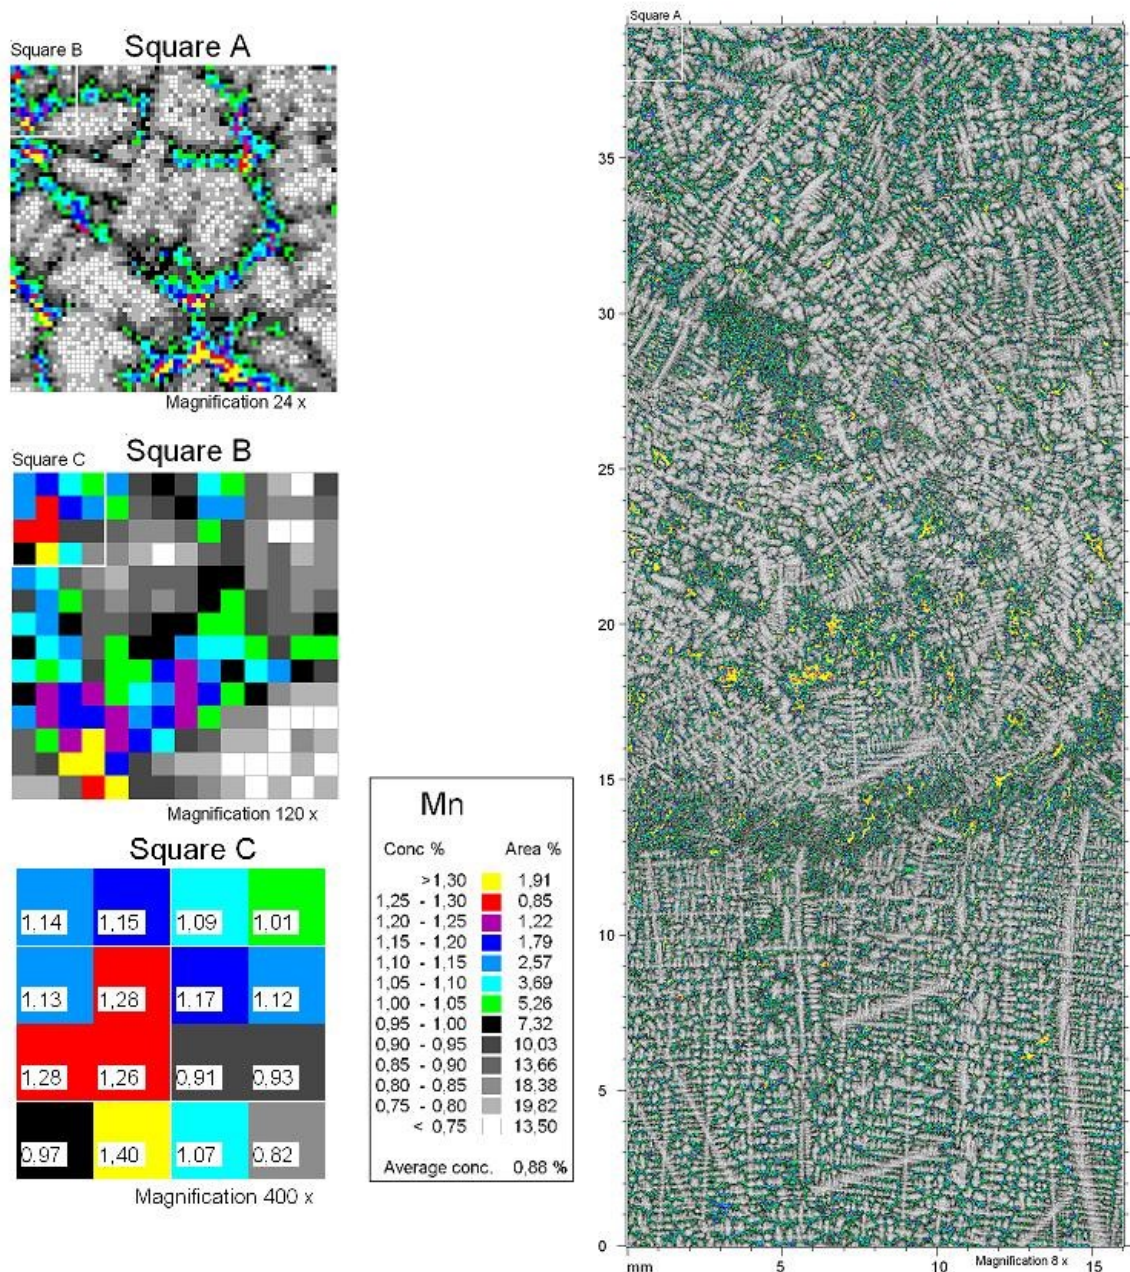 Square B
Square A
Magnification 24 x
Square C
Square B
Magnification 120 x
Square C
1,14 1,15 1,09 1,01
1,13 1,28 1,17 1,12
1,28 1,26 0,91 0,93
0,97 1,40 1,07 0,82
Magnification 400 x
Mn
Conc % Area %
>1,30 1,91
1,25 - 1,30 0,85
1,20 - 1,25 1,22
1,15 - 1,20 1,79
1,10 - 1,15 2,57
1,05 - 1,10 3,69
1,00 - 1,05 5,26
0,95 - 1,00 7,32
0,90 - 0,95 10,03
0,85 - 0,90 13,66
0,80 - 0,85 18,38
0,75 - 0,80 19,82
< 0,75 13,50
Average conc. 0,88 %
Square A
35
30
25
20
15
10
5
0
mm 5 10 Magnification 8 x 15